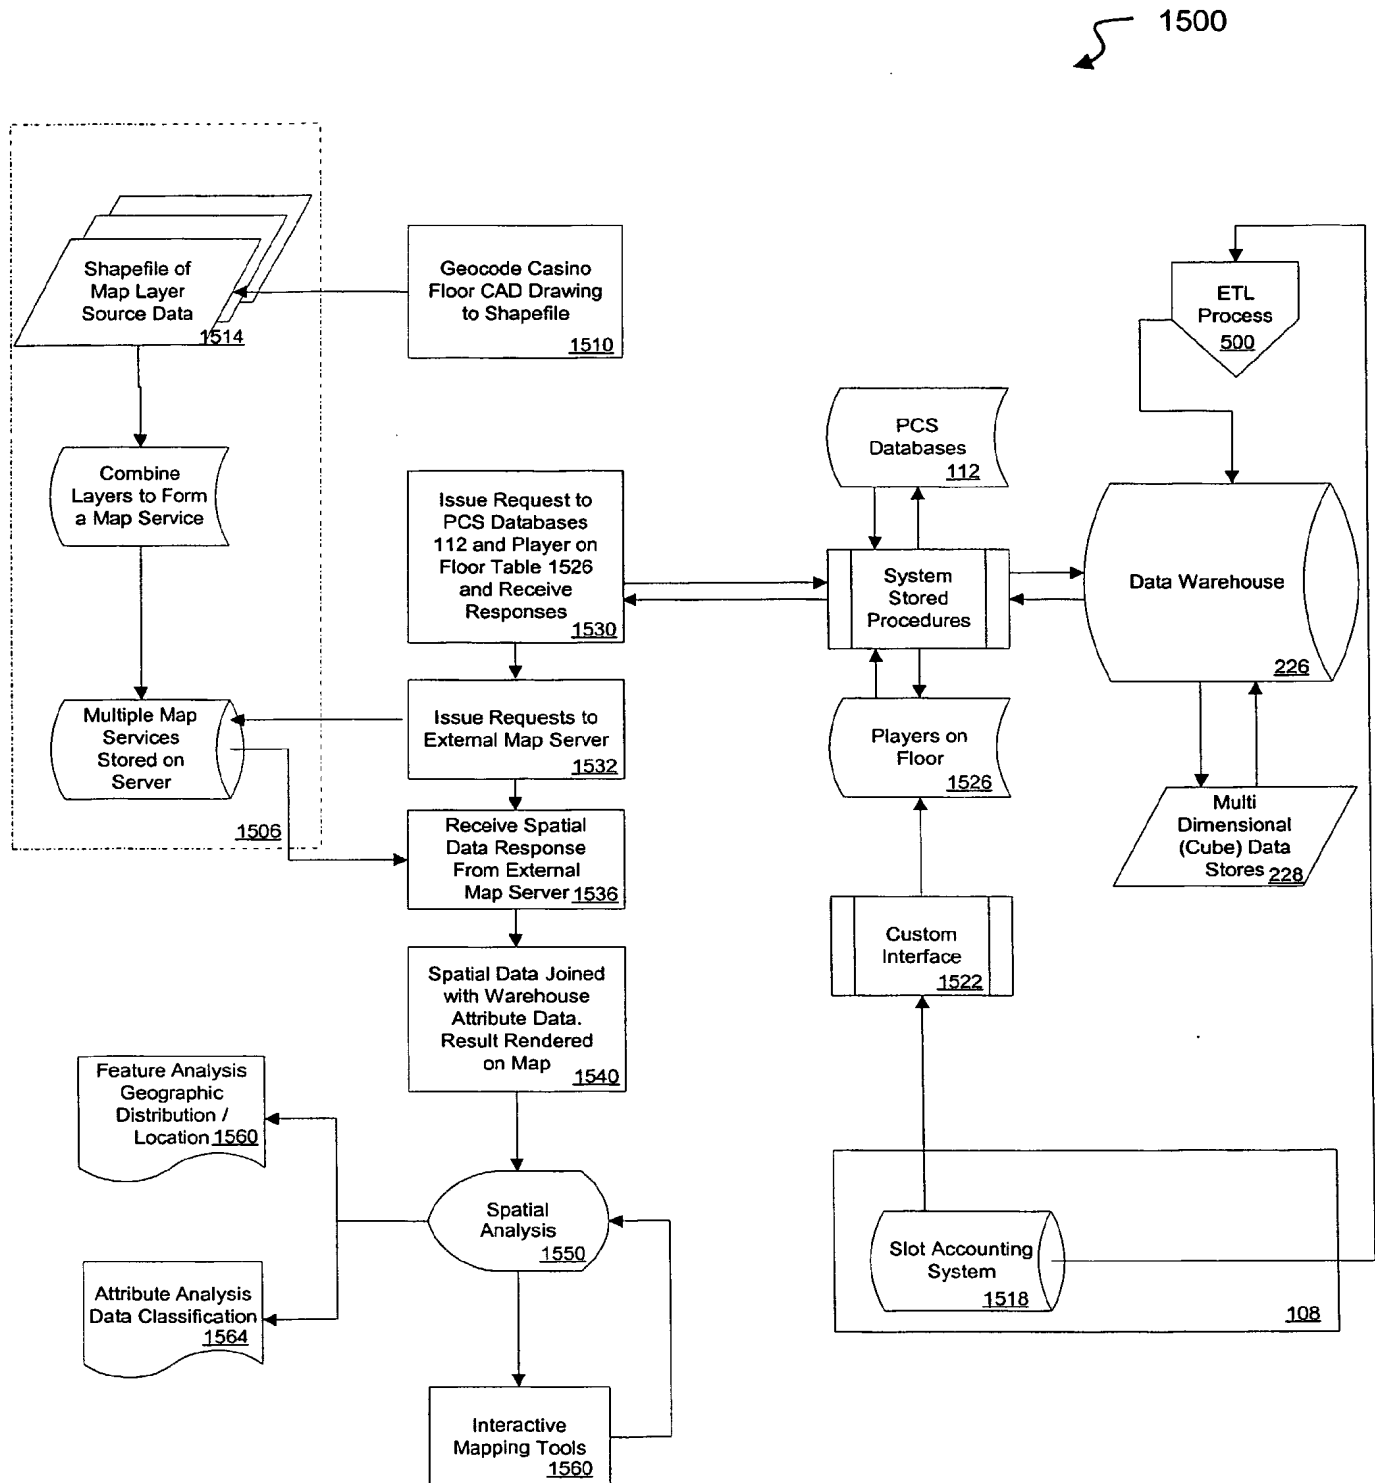 1500
Shapefile of
Map Layer
Source Data
1514
Geocode Casino
Floor CAD Drawing
to Shapefile
1510
ETL
Process
500
PCS
Databases
112
Combine
Layers to Form
a Map Service
Issue Request to
PCS Databases
112 and Player on
Floor Table 1526
and Receive
Responses
1530
System
Stored
Procedures
Data Warehouse
226
Multiple Map
Services
Stored on
Server
1506
Issue Requests to
External Map Server
1532
Players on
Floor
1526
Receive Spatial
Data Response
From External
Map Server 1536
Multi
Dimensional
(Cube) Data
Stores 228
Custom
Interface
1522
Spatial Data Joined
with Warehouse
Attribute Data.
Result Rendered
on Map
1540
Feature Analysis
Geographic
Distribution /
Location 1560
Spatial
Analysis
1550
Slot Accounting
System
1518
108
Attribute Analysis
Data Classification
1564
Interactive
Mapping Tools
1560